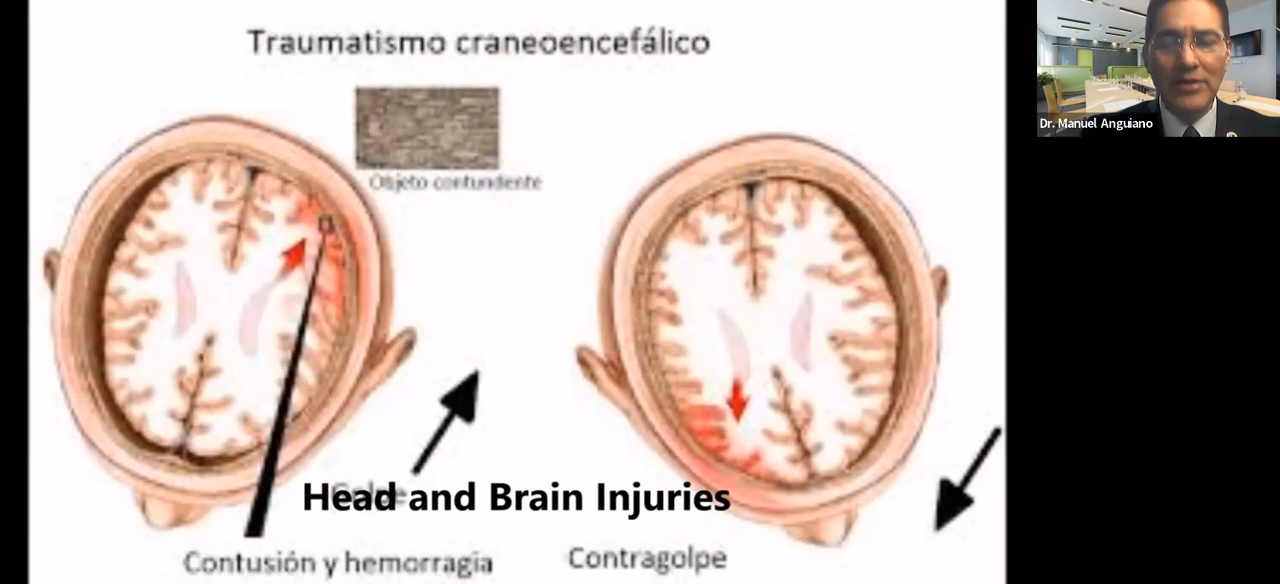 Traumatismo craneoencefálico
Objeto contundente
Dr. Manuel Anguiano
Head and Brain Injuries
Contusión y hemorragia
Contragolpe